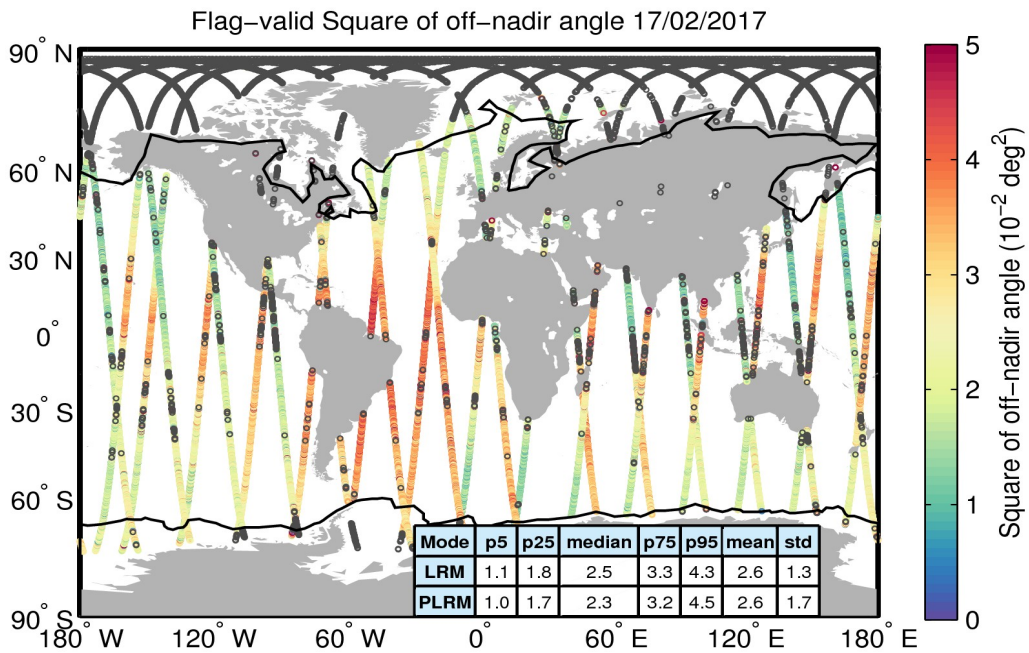 Flag−valid Square of off−nadir angle 17/02/2017
90° N
60° N
30° N
0°
30° S
60° S
90° S
180° W
120° W
60° W
0°
60° E
120° E
180° E
Mode p5 p25 median p75 p95 mean std
LRM 1.1 1.8 2.5 3.3 4.3 2.6 1.3
PLRM 1.0 1.7 2.3 3.2 4.5 2.6 1.7
5
4
3
2
1
0
Square of off−nadir angle (10⁻² deg²)